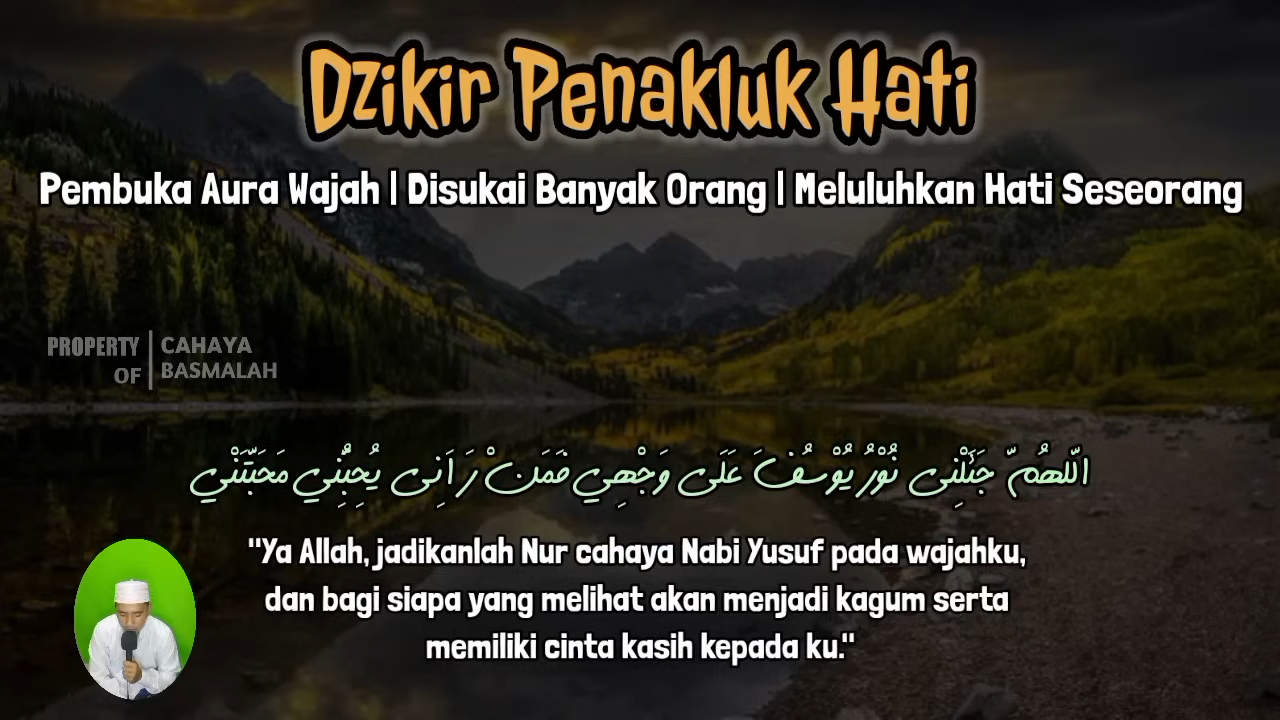 Dzikir Penakluk Hati
Pembuka Aura Wajah | Disukai Banyak Orang | Meluluhkan Hati Seseorang
PROPERTY OF | CAHAYA BASMALAH
اَللّهُمَّ جَنَلْنِى نُوْرُ يُوْسُفَ عَلَى وَجْهِي فَمَنْ رَاَنِى يُحِبُّنِي مَحَبَّتَنْي
"Ya Allah, jadikanlah Nur cahaya Nabi Yusuf pada wajahku,
dan bagi siapa yang melihat akan menjadi kagum serta
memiliki cinta kasih kepada ku."